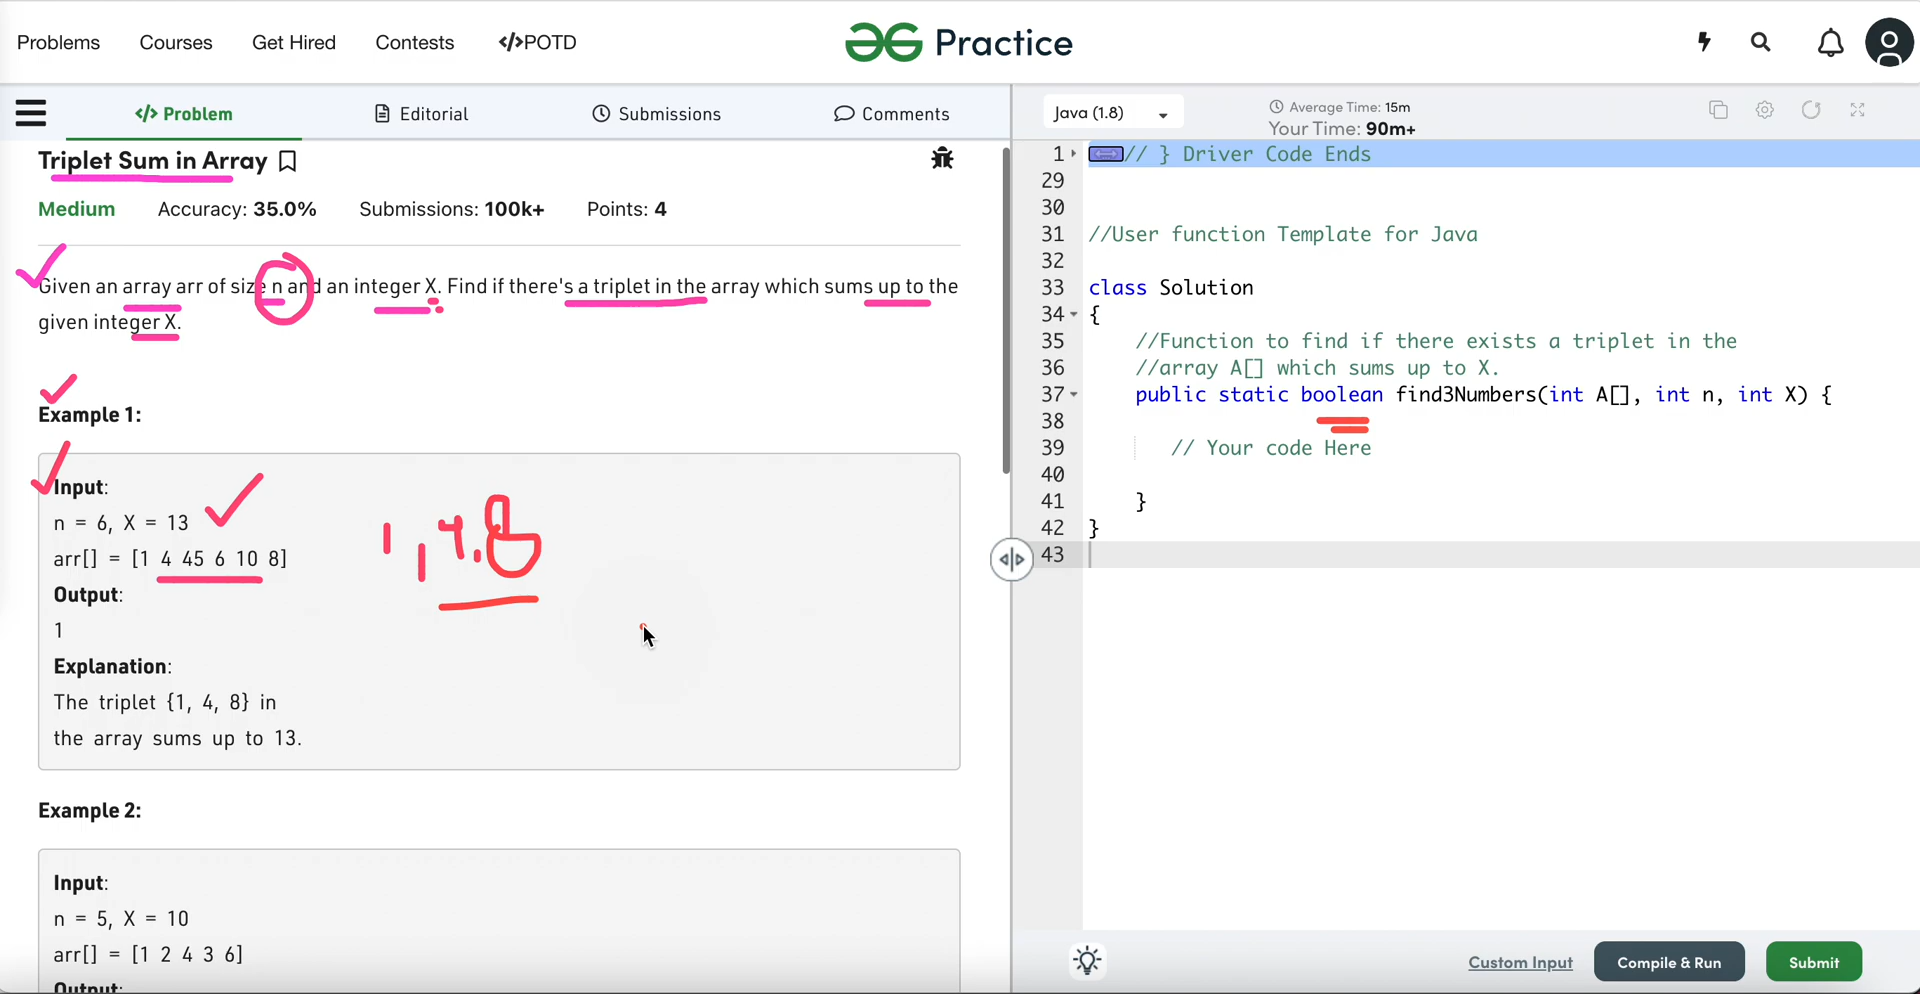 Problems Courses Get Hired Contests </>POTD
Practice
</> Problem Editorial Submissions Comments
Triplet Sum in Array
Medium Accuracy: 35.0% Submissions: 100k+ Points: 4
Given an array arr of size n and an integer X. Find if there's a triplet in the array which sums up to the
given integer X.
Example 1:
Input:
n = 6, X = 13
arr[] = [1 4 45 6 10 8]
1, 4, 8
Output:
1
Explanation:
The triplet {1, 4, 8} in
the array sums up to 13.
Example 2:
Input:
n = 5, X = 10
arr[] = [1 2 4 3 6]
Output:
Java (1.8)
Average Time: 15m
Your Time: 90m+
1 // } Driver Code Ends
29
30
31 //User function Template for Java
32
33 class Solution
34 {
35 //Function to find if there exists a triplet in the
36 //array A[] which sums up to X.
37 public static boolean find3Numbers(int A[], int n, int X) {
38
39 // Your code Here
40
41 }
42 }
43
Custom Input Compile & Run Submit